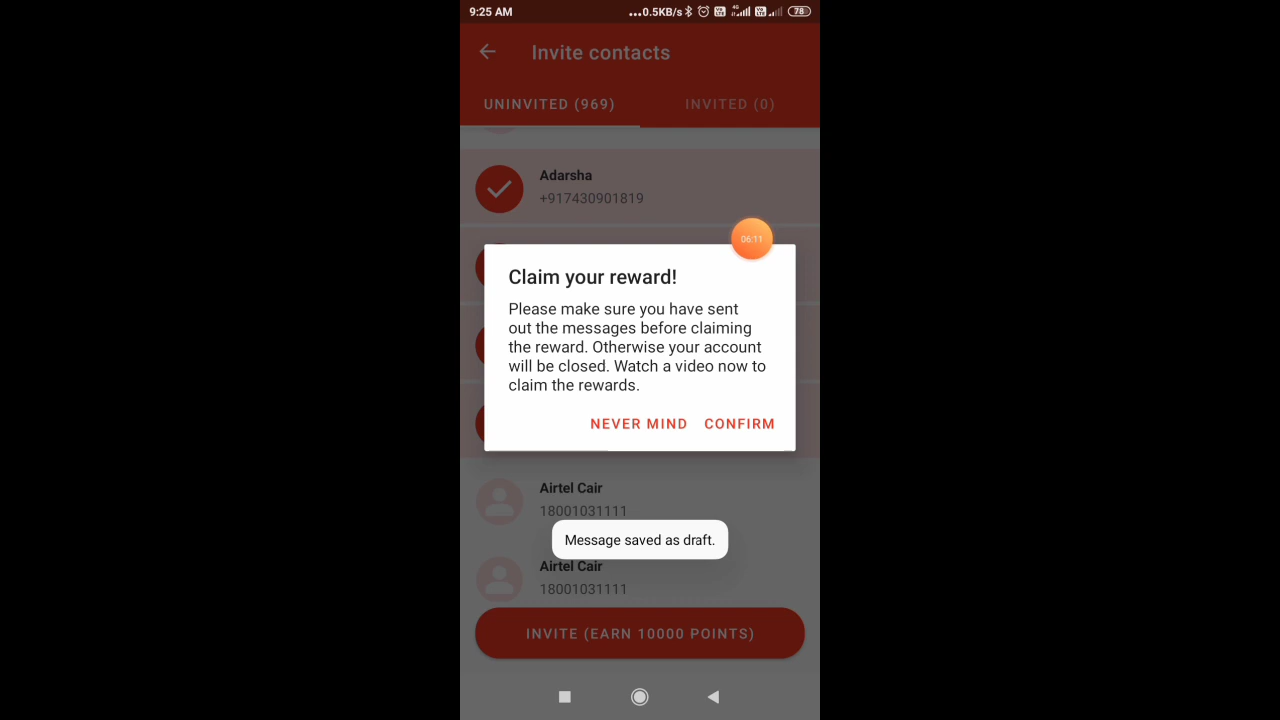 9:25 AM ...0.5KB/s 4G 78
Invite contacts
UNINVITED (969) INVITED (0)
Adarsha
+917430901819
06:11
Claim your reward!
Please make sure you have sent
out the messages before claiming
the reward. Otherwise your account
will be closed. Watch a video now to
claim the rewards.
NEVER MIND CONFIRM
Airtel Cair
18001031111
Message saved as draft.
Airtel Cair
18001031111
INVITE (EARN 10000 POINTS)